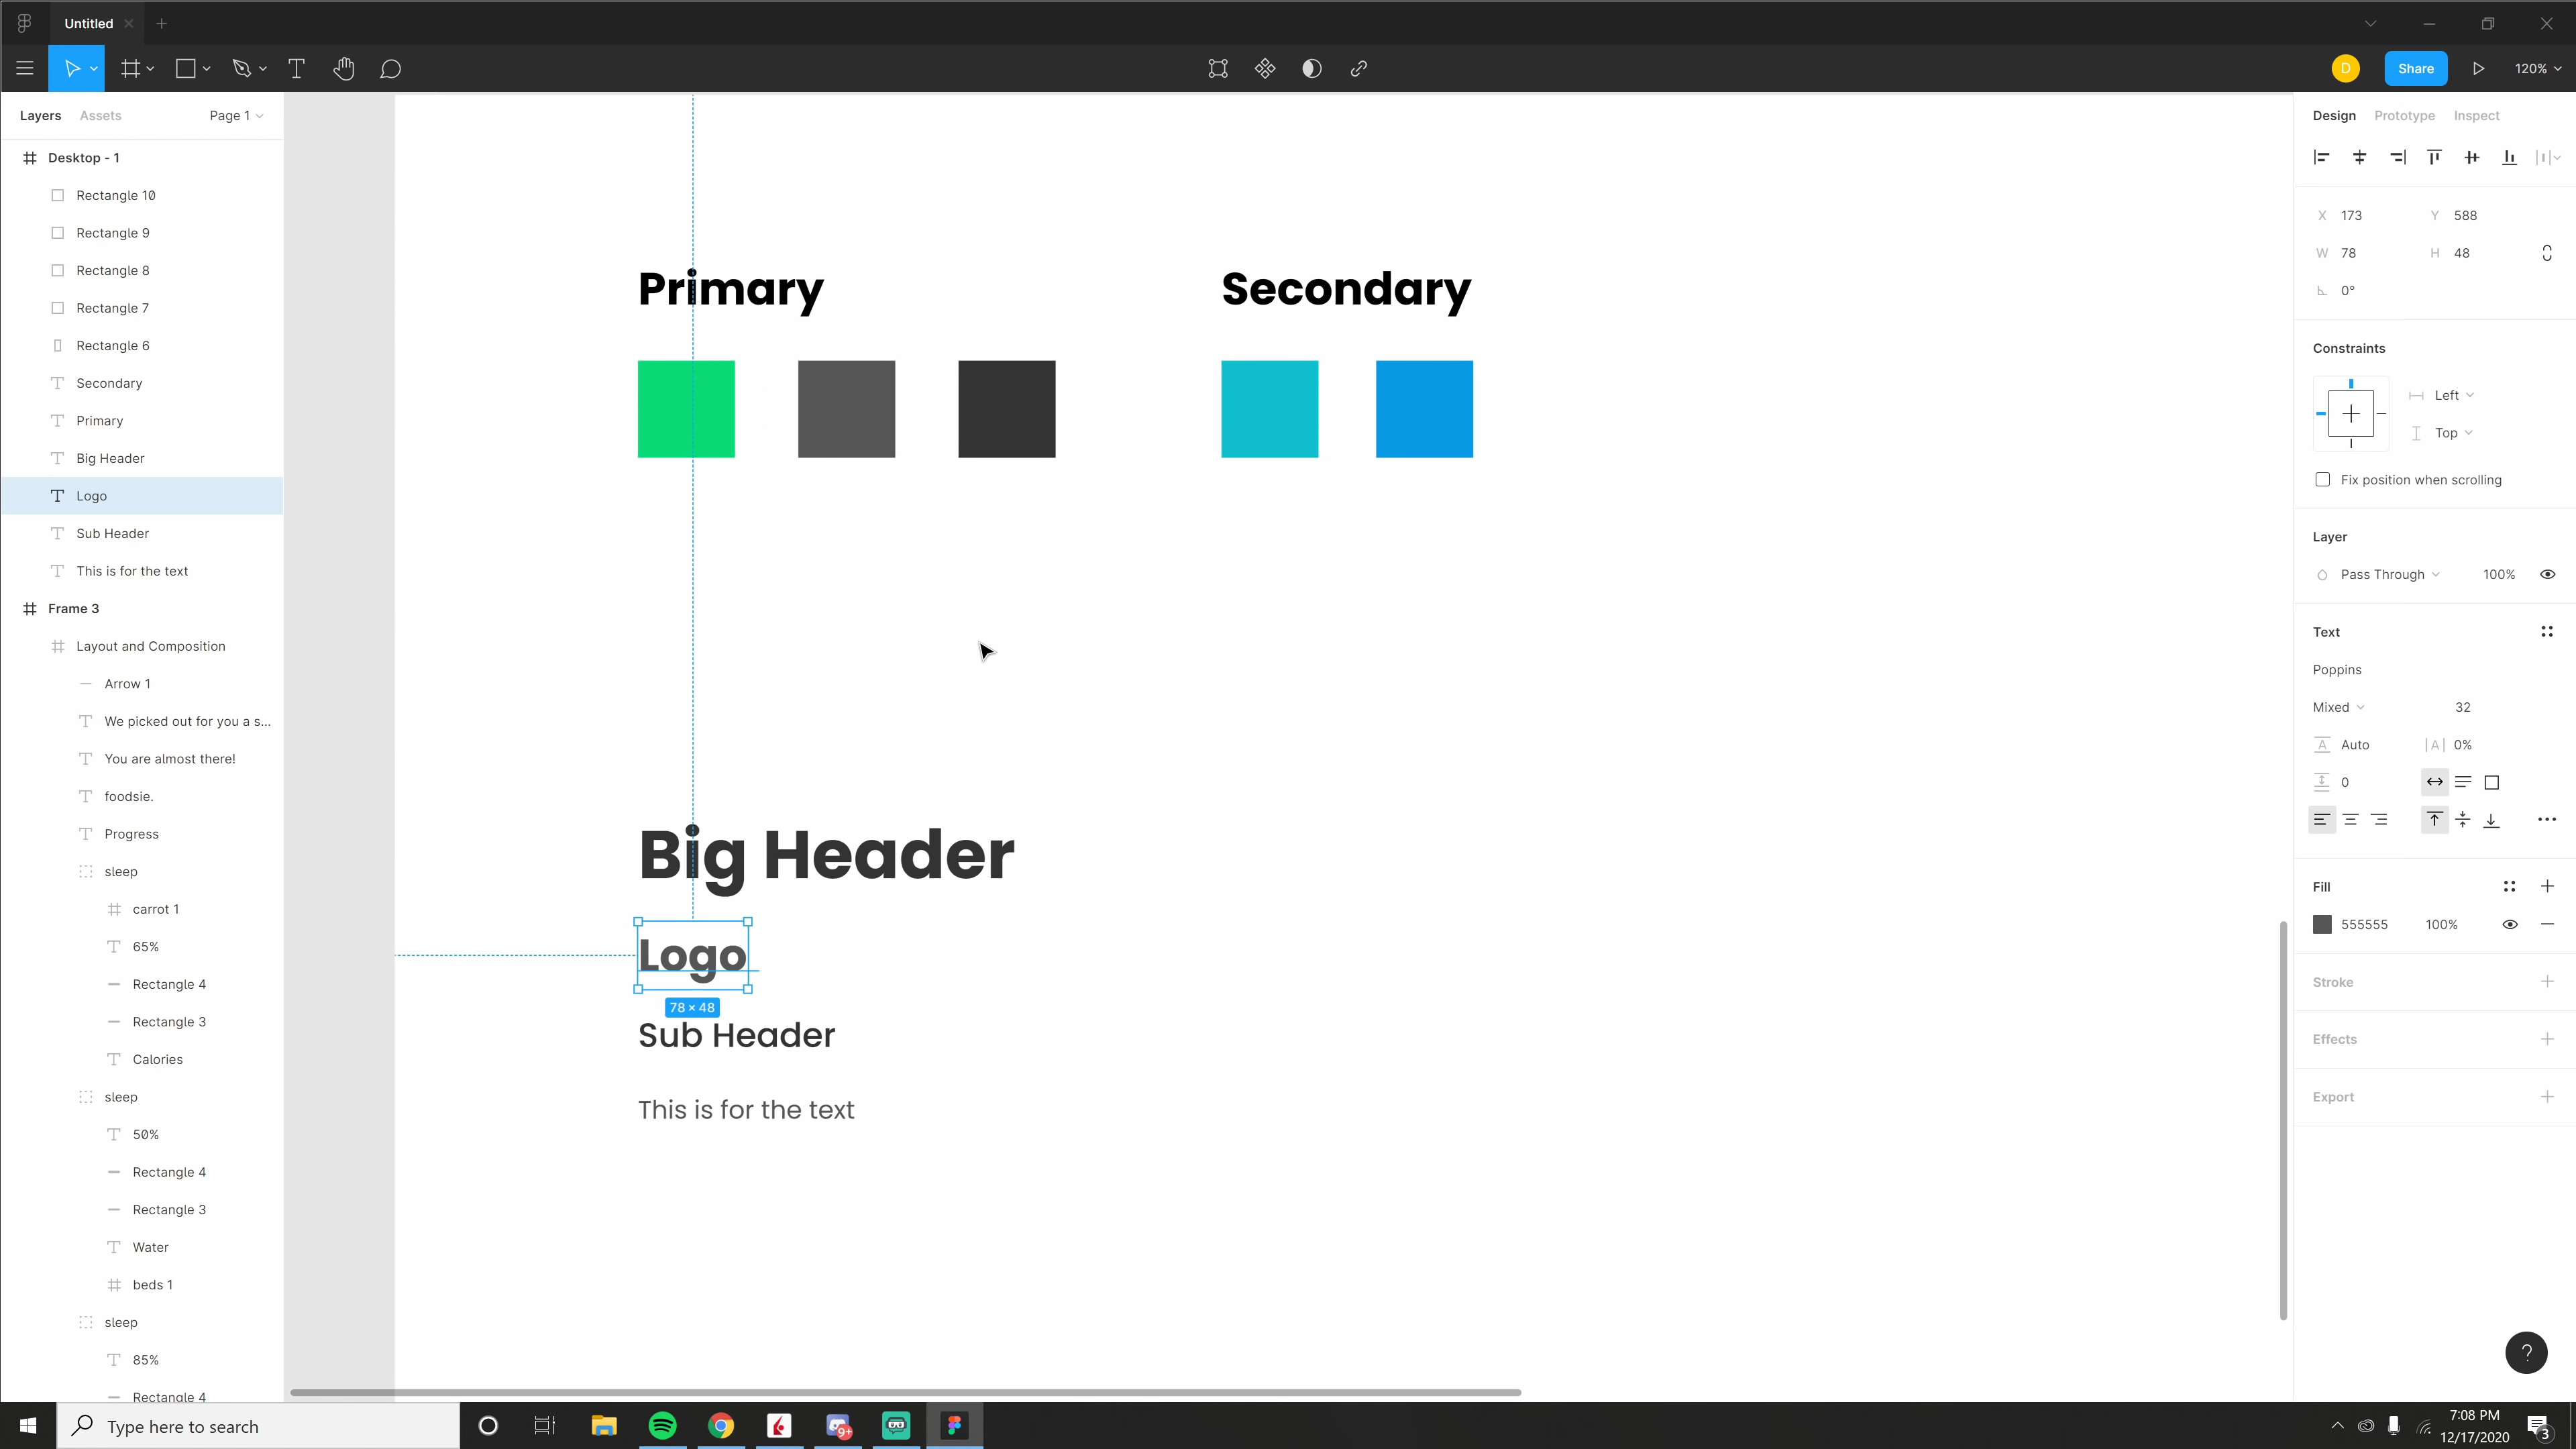 Untitled
D
Share
120%
Layers
Assets
Page 1
Desktop - 1
Rectangle 10
Rectangle 9
Rectangle 8
Rectangle 7
Rectangle 6
Secondary
Primary
Big Header
Logo
Sub Header
This is for the text
Frame 3
Layout and Composition
Arrow 1
We picked out for you a s...
You are almost there!
foodsie.
Progress
sleep
carrot 1
65%
Rectangle 4
Rectangle 3
Calories
sleep
50%
Rectangle 4
Rectangle 3
Water
beds 1
sleep
85%
Rectangle 4
Primary
Secondary
Big Header
Logo
78 × 48
Sub Header
This is for the text
Design
Prototype
Inspect
X 173
Y 588
W 78
H 48
0°
Constraints
Left
Top
Fix position when scrolling
Layer
Pass Through
100%
Text
Poppins
Mixed
32
A Auto
|A| 0%
0
Fill
555555
100%
Stroke
Effects
Export
?
Type here to search
9+
7:08 PM
12/17/2020
3